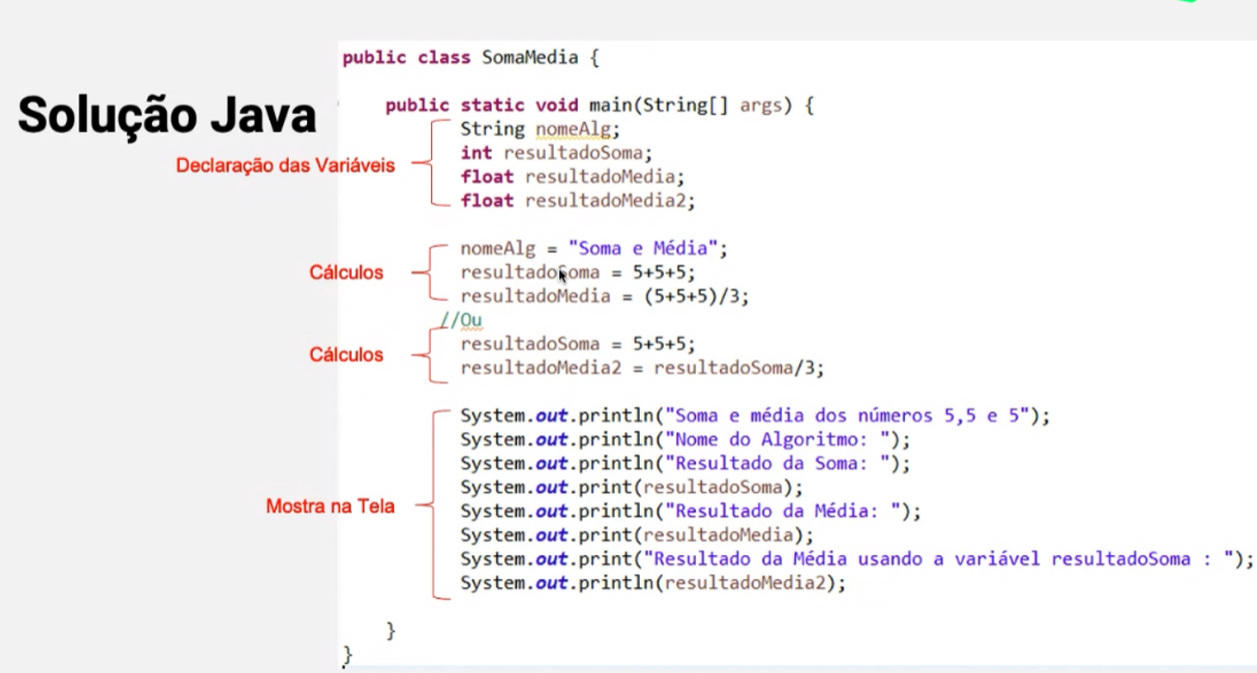 public class SomaMedia {
Solução Java
public static void main(String[] args) {
String nomeAlg;
Declaração das Variáveis
int resultadoSoma;
float resultadoMedia;
float resultadoMedia2;
nomeAlg = "Soma e Média";
Cálculos
resultadoSoma = 5+5+5;
resultadoMedia = (5+5+5)/3;
//Ou
Cálculos
resultadoSoma = 5+5+5;
resultadoMedia2 = resultadoSoma/3;
System.out.println("Soma e média dos números 5,5 e 5");
System.out.println("Nome do Algoritmo: ");
System.out.println("Resultado da Soma: ");
System.out.print(resultadoSoma);
Mostra na Tela
System.out.println("Resultado da Média: ");
System.out.print(resultadoMedia);
System.out.print("Resultado da Média usando a variável resultadoSoma : ");
System.out.println(resultadoMedia2);
}
}